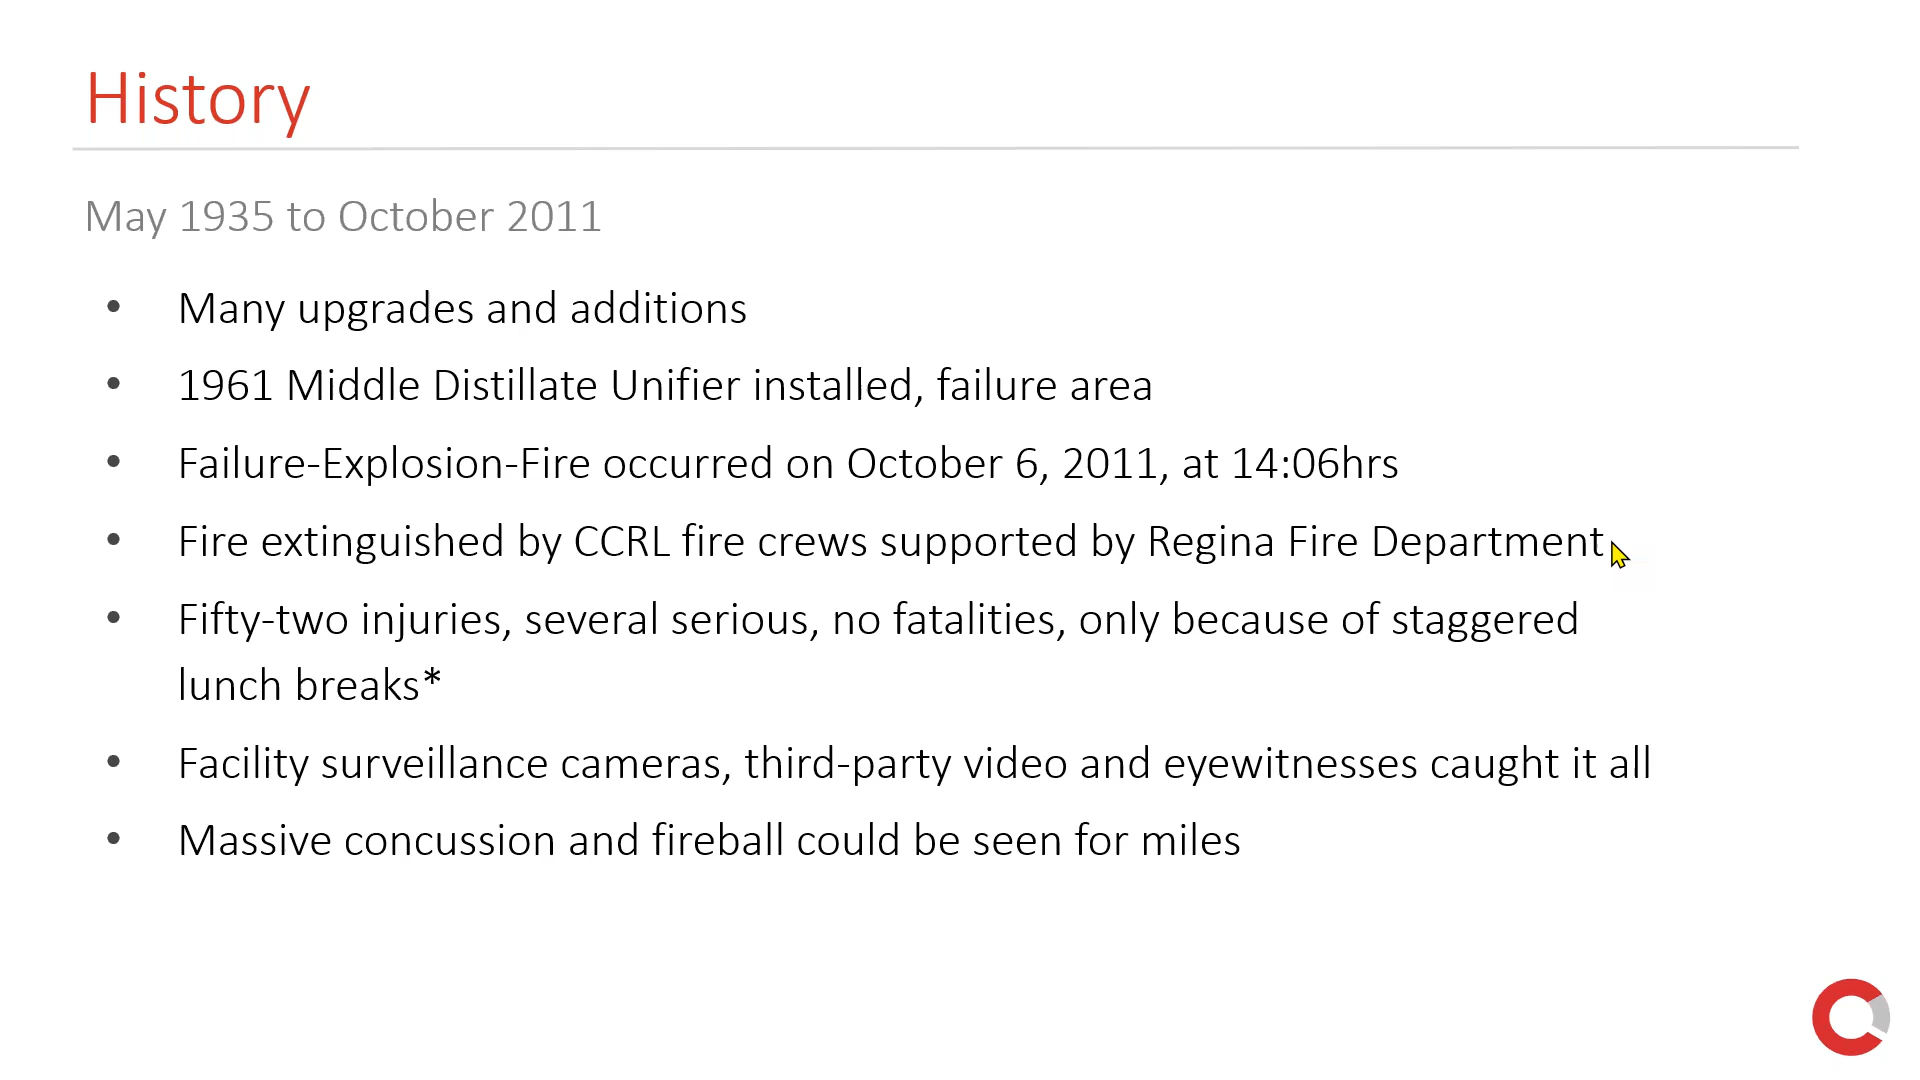 History
May 1935 to October 2011
• Many upgrades and additions
• 1961 Middle Distillate Unifier installed, failure area
• Failure-Explosion-Fire occurred on October 6, 2011, at 14:06hrs
• Fire extinguished by CCRL fire crews supported by Regina Fire Department
• Fifty-two injuries, several serious, no fatalities, only because of staggered
lunch breaks*
• Facility surveillance cameras, third-party video and eyewitnesses caught it all
• Massive concussion and fireball could be seen for miles